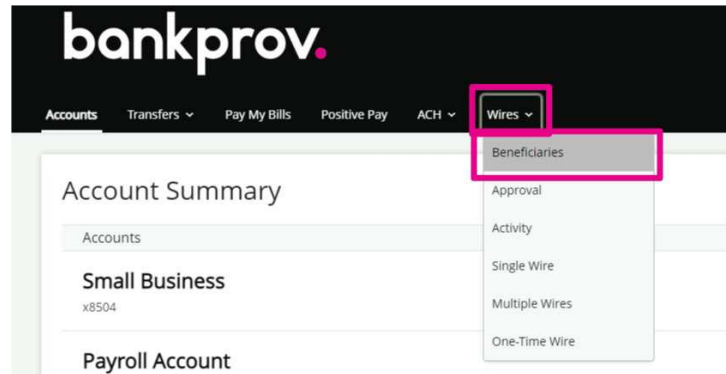 bankprov.
Accounts Transfers Pay My Bills Positive Pay ACH Wires
Beneficiaries
Approval
Activity
Single Wire
Multiple Wires
One-Time Wire
Account Summary
Accounts
Small Business
x8504
Payroll Account